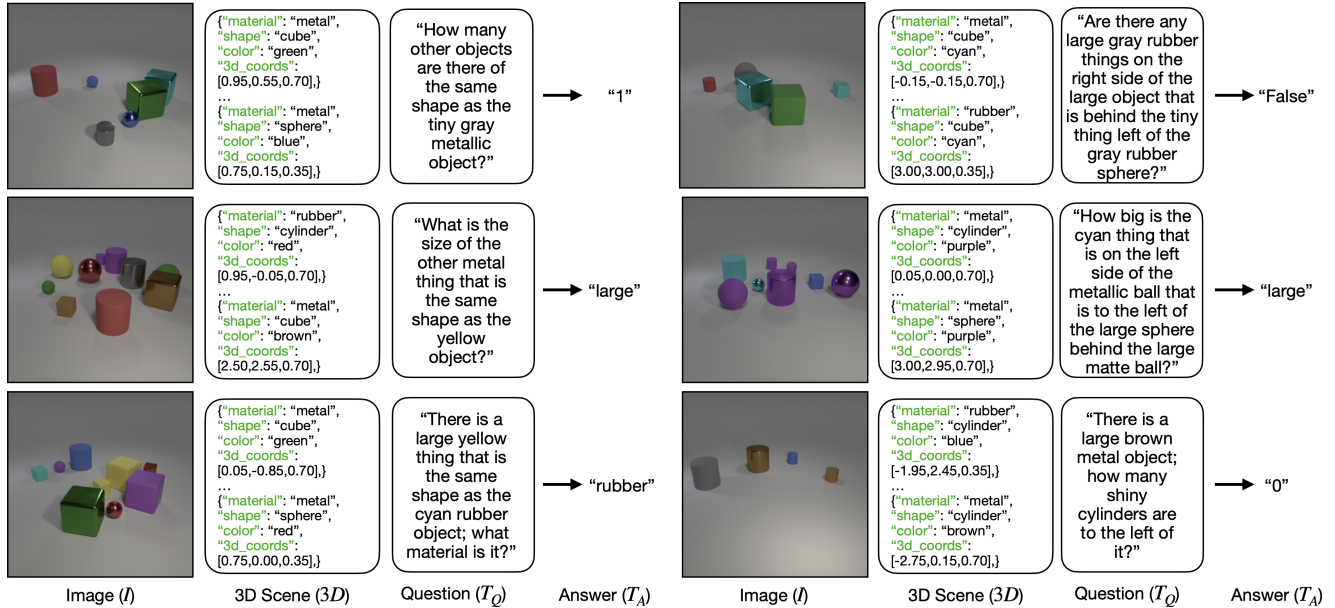 {“material”: “metal”,
“shape”: “cube”,
“color”: “green”,
“3d_coords”:
[0.95,0.55,0.70],}
...
{“material”: “metal”,
“shape”: “sphere”,
“color”: “blue”,
“3d_coords”:
[0.75,0.15,0.35],}
“How many
other objects
are there of
the same
shape as the
tiny gray
metallic
object?”
“1”
{“material”: “metal”,
“shape”: “cube”,
“color”: “cyan”,
“3d_coords”:
[-0.15,-0.15,0.70],}
...
{“material”: “rubber”,
“shape”: “cube”,
“color”: “cyan”,
“3d_coords”:
[3.00,3.00,0.35],}
“Are there any
large gray rubber
things on the
right side of the
large object that
is behind the tiny
thing left of the
gray rubber
sphere?”
“False”
{“material”: “rubber”,
“shape”: “cylinder”,
“color”: “red”,
“3d_coords”:
[0.95,-0.05,0.70],}
...
{“material”: “metal”,
“shape”: “cube”,
“color”: “brown”,
“3d_coords”:
[2.50,2.55,0.70],}
“What is the
size of the
other metal
thing that is
the same
shape as the
yellow
object?”
“large”
{“material”: “metal”,
“shape”: “cylinder”,
“color”: “purple”,
“3d_coords”:
[0.05,0.00,0.70],}
...
{“material”: “metal”,
“shape”: “sphere”,
“color”: “purple”,
“3d_coords”:
[3.00,2.95,0.70],}
“How big is the
cyan thing that
is on the left
side of the
metallic ball that
is to the left of
the large sphere
behind the large
matte ball?”
“large”
{“material”: “metal”,
“shape”: “cube”,
“color”: “green”,
“3d_coords”:
[0.05,-0.85,0.70],}
...
{“material”: “metal”,
“shape”: “sphere”,
“color”: “red”,
“3d_coords”:
[0.75,0.00,0.35],}
“There is a
large yellow
thing that is
the same
shape as the
cyan rubber
object; what
material is it?”
“rubber”
{“material”: “rubber”,
“shape”: “cylinder”,
“color”: “blue”,
“3d_coords”:
[-1.95,2.45,0.35],}
...
{“material”: “metal”,
“shape”: “cylinder”,
“color”: “brown”,
“3d_coords”:
[-2.75,0.15,0.70],}
“There is a
large brown
metal object;
how many
shiny
cylinders are
to the left of
it?”
“0”
Image (I)
3D Scene (3D)
Question (T_Q)
Answer (T_A)
Image (I)
3D Scene (3D)
Question (T_Q)
Answer (T_A)